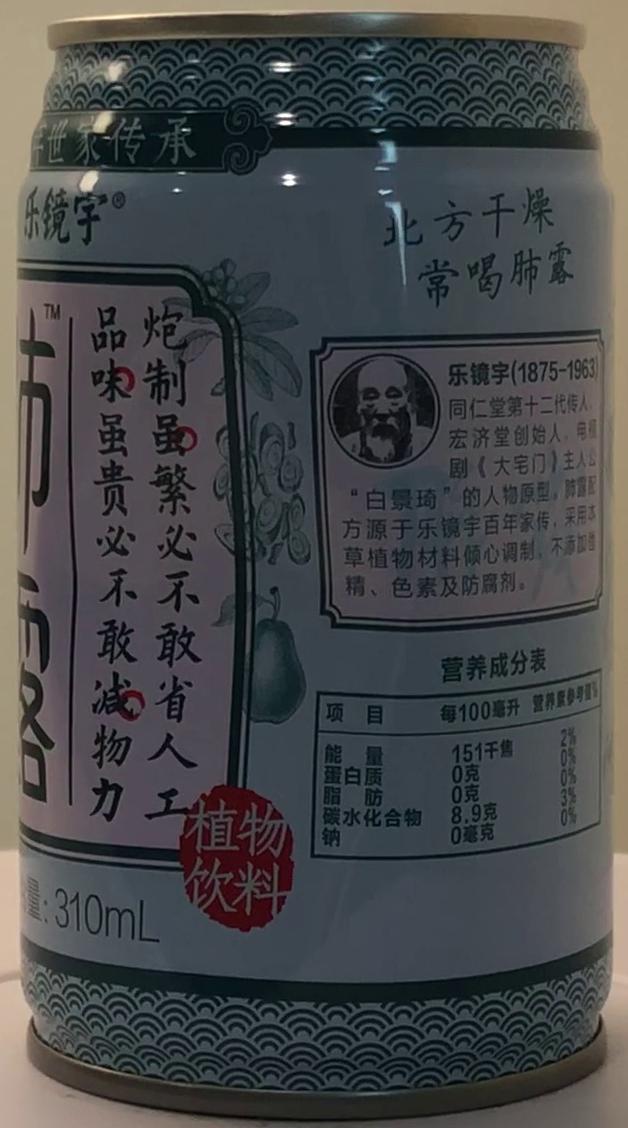 世家传承
乐镜宇®
TM
炮制虽繁必不敢省人工
品味虽贵必不敢减物力
植物
饮料
量: 310mL
北方干燥
常喝肺露
乐镜宇(1875-1963)
同仁堂第十二代传人,
宏济堂创始人, 电视
剧《大宅门》主人公
“白景琦”的人物原型。肺露配
方源于乐镜宇百年家传, 采用本
草植物材料倾心调制, 不添加香
精、色素及防腐剂。
营养成分表
项 目 每100毫升 营养素参考值%
能 量 151千焦 2%
蛋白质 0克 0%
脂 肪 0克 0%
碳水化合物 8.9克 3%
钠 0毫克 0%